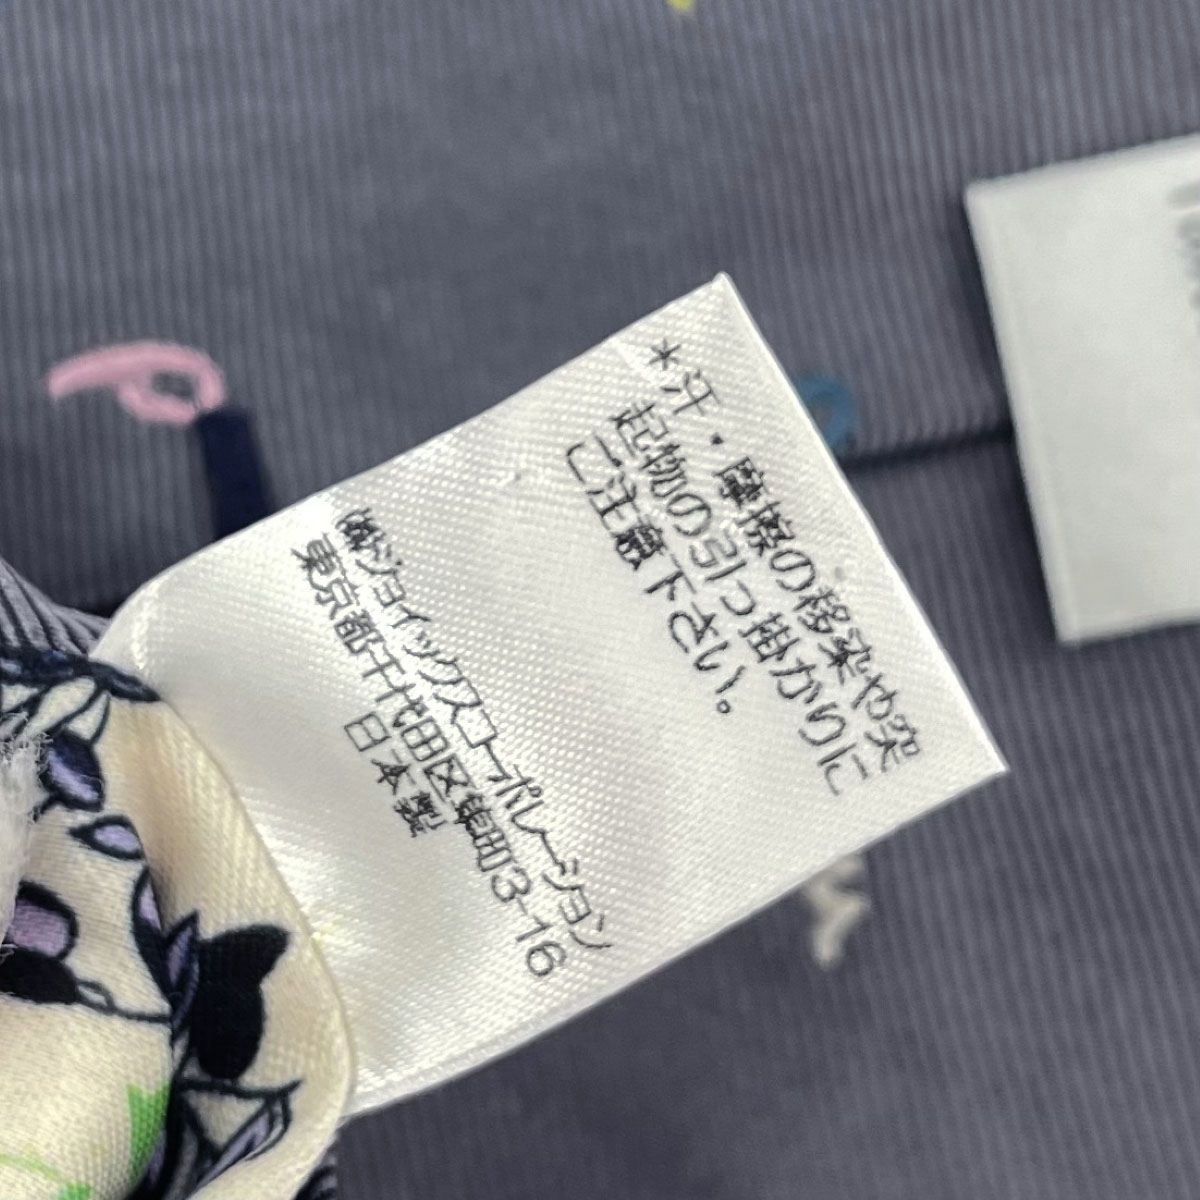 *汗・摩擦の移染や突
起物の引っ掛かりに
ご注意下さい。
㈱ジョイックスコーポレーション
東京都千代田区亀町3-16
日本製